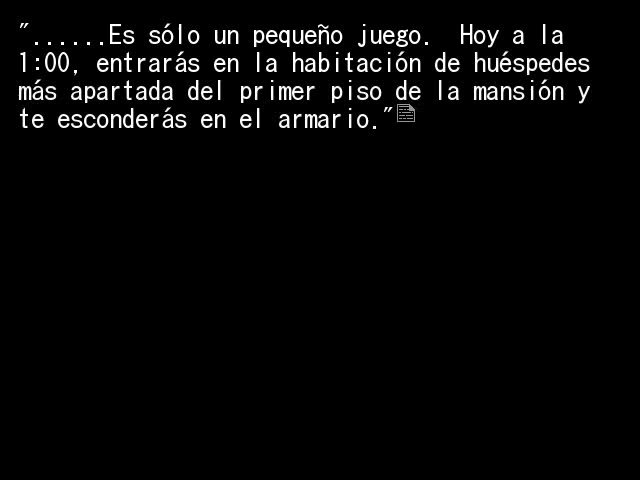 "......Es sólo un pequeño juego.  Hoy a la
1:00, entrarás en la habitación de huéspedes
más apartada del primer piso de la mansión y
te esconderás en el armario."